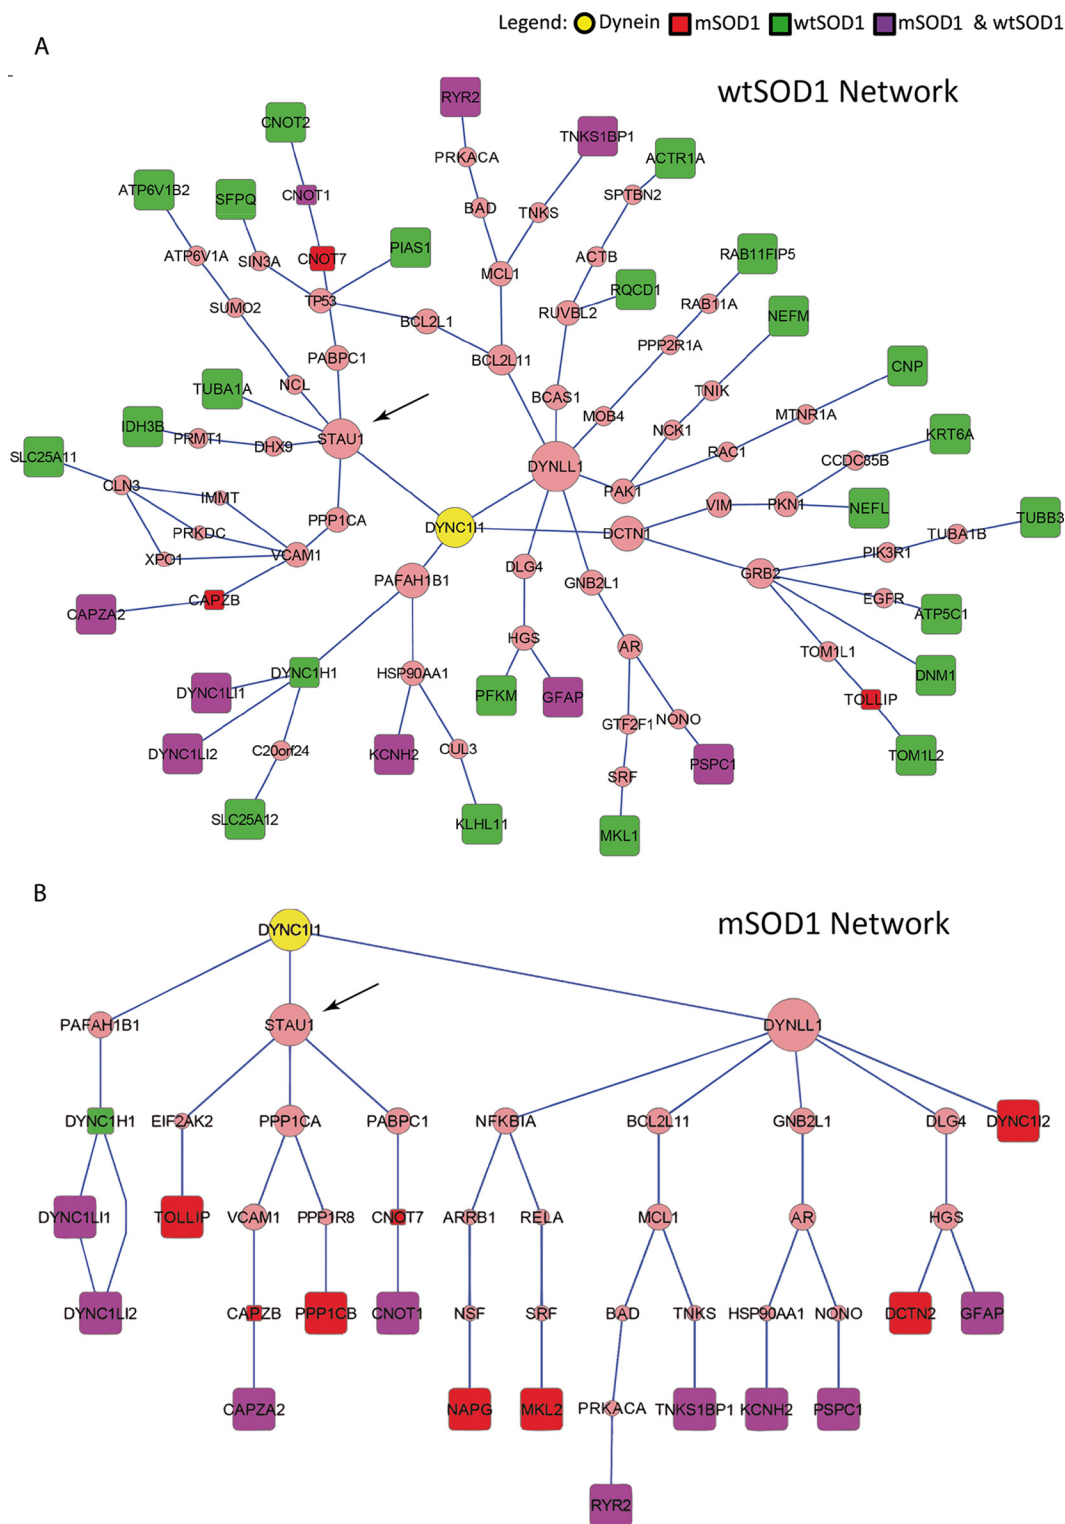 Legend: Dynein mSOD1 wtSOD1 mSOD1 & wtSOD1
A
wtSOD1 Network
RYR2
CNOT2
TNKS1BP1
PRKACA
ACTR1A
ATP6V1B2
CNOT1
SPTBN2
SFPQ
BAD
TNKS
PIAS1
RAB11FIP5
ATP6V1A
SIN3A
CNOT7
ACTB
MCL1
RQCD1
TP53
RAB11A
SUMO2
RUVBL2
NEFM
BCL2L1
PPP2R1A
PABPC1
BCL2L11
CNP
NCL
TUBA1A
BCAS1
TNIK
MOB4
MTNR1A
IDH3B
PRMT1
DHX9
STAU1
NCK1
KRT6A
SLC25A11
RAC1
CCDC85B
DYNLL1
CLN3
PAK1
IMMT
VIM
PKN1
NEFL
PPP1CA
DYNC1I1
DCTN1
TUBB3
PRKDC
TUBA1B
XPO1
VCAM1
PIK3R1
DLG4
GRB2
PAFAH1B1
GNB2L1
CAPZB
EGFR
CAPZA2
ATP5C1
HGS
AR
TOM1L1
DYNC1H1
HSP90AA1
DNM1
DYNC1LI1
PFKM
GFAP
TOLLIP
GTF2F1
NONO
DYNC1LI2
C20orf24
KCNH2
CUL3
TOM1L2
PSPC1
SRF
SLC25A12
KLHL11
MKL1
B
mSOD1 Network
DYNC1I1
PAFAH1B1
STAU1
DYNLL1
DYNC1H1
EIF2AK2
PPP1CA
PABPC1
NFKBIA
BCL2L11
GNB2L1
DLG4
DYNC1I2
DYNC1LI1
TOLLIP
VCAM1
PPP1R8
CNOT7
ARRB1
RELA
MCL1
AR
HGS
DYNC1LI2
CAPZB
PPP1CB
CNOT1
NSF
SRF
BAD
TNKS
HSP90AA1
NONO
DCTN2
GFAP
CAPZA2
NAPG
MKL2
PRKACA
TNKS1BP1
KCNH2
PSPC1
RYR2